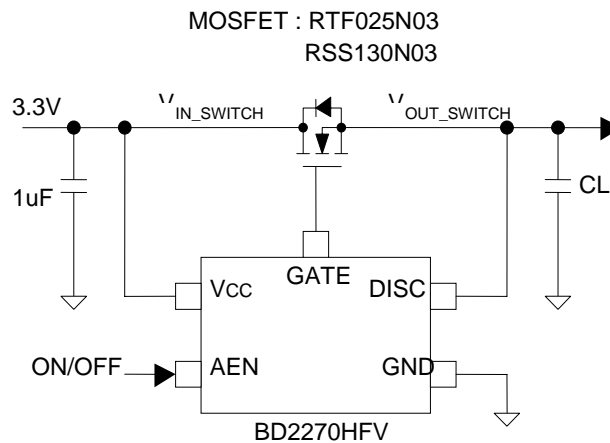 MOSFET : RTF025N03
RSS130N03
3.3V
VIN_SWITCH
VOUT_SWITCH
1uF
CL
GATE
VCC
DISC
ON/OFF
AEN
GND
BD2270HFV